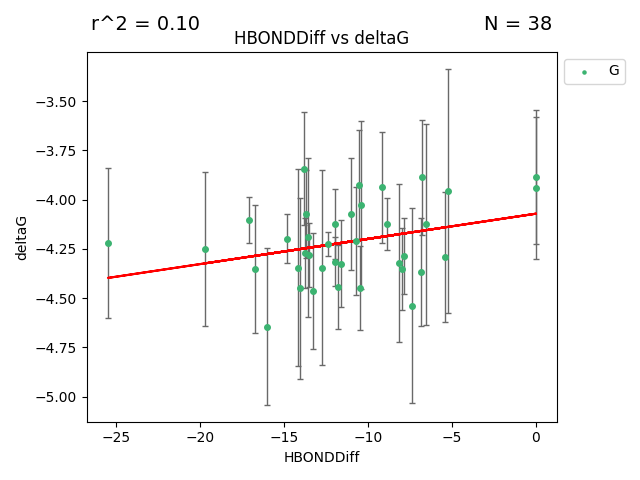 r^2 = 0.10
N = 38
HBONDDiff vs deltaG
G
−3.50
−3.75
−4.00
−4.25
−4.50
−4.75
−5.00
deltaG
−25
−20
−15
−10
−5
0
HBONDDiff